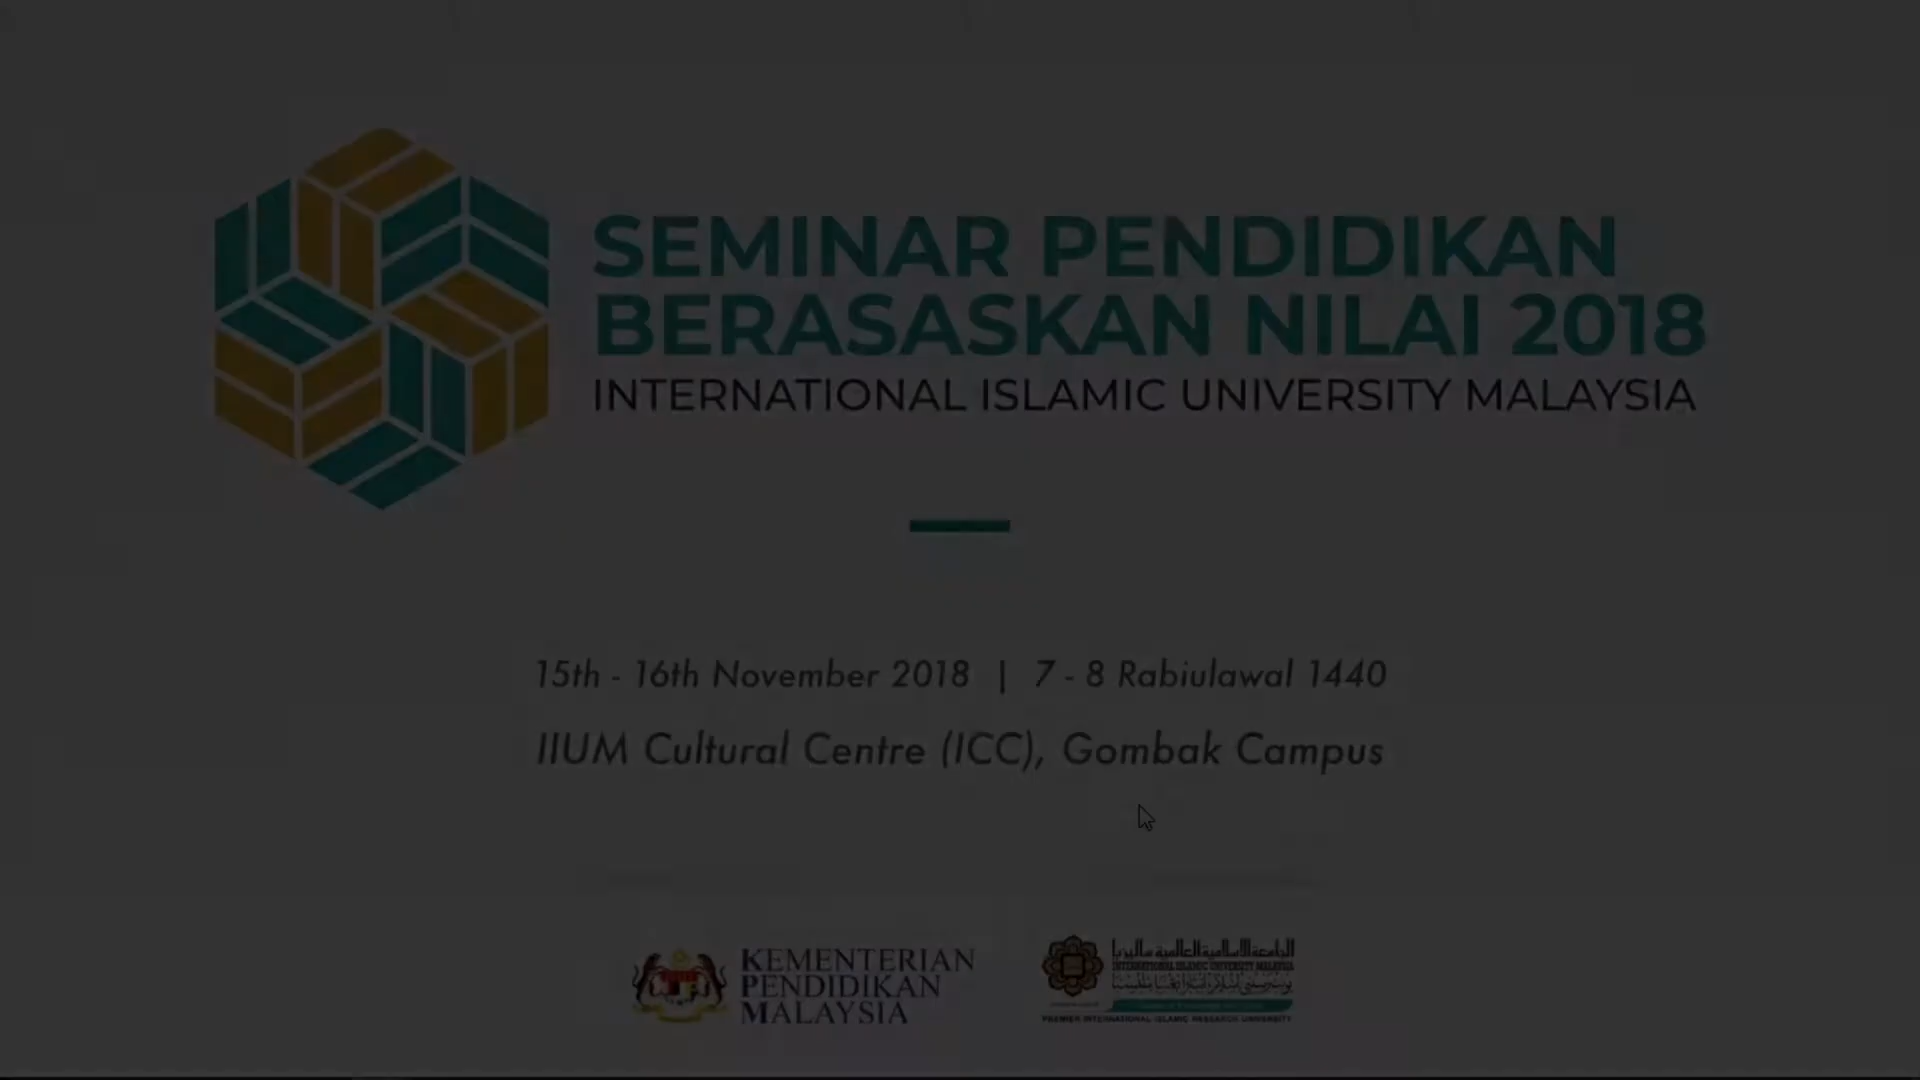 SEMINAR PENDIDIKAN
BERASASKAN NILAI 2018
INTERNATIONAL ISLAMIC UNIVERSITY MALAYSIA
15th - 16th November 2018 | 7 - 8 Rabiulawal 1440
IIUM Cultural Centre (ICC), Gombak Campus
KEMENTERIAN
PENDIDIKAN
MALAYSIA
الجامعة الإسلامية العالمية ماليزيا
INTERNATIONAL ISLAMIC UNIVERSITY MALAYSIA
PREMIER INTERNATIONAL ISLAMIC RESEARCH UNIVERSITY